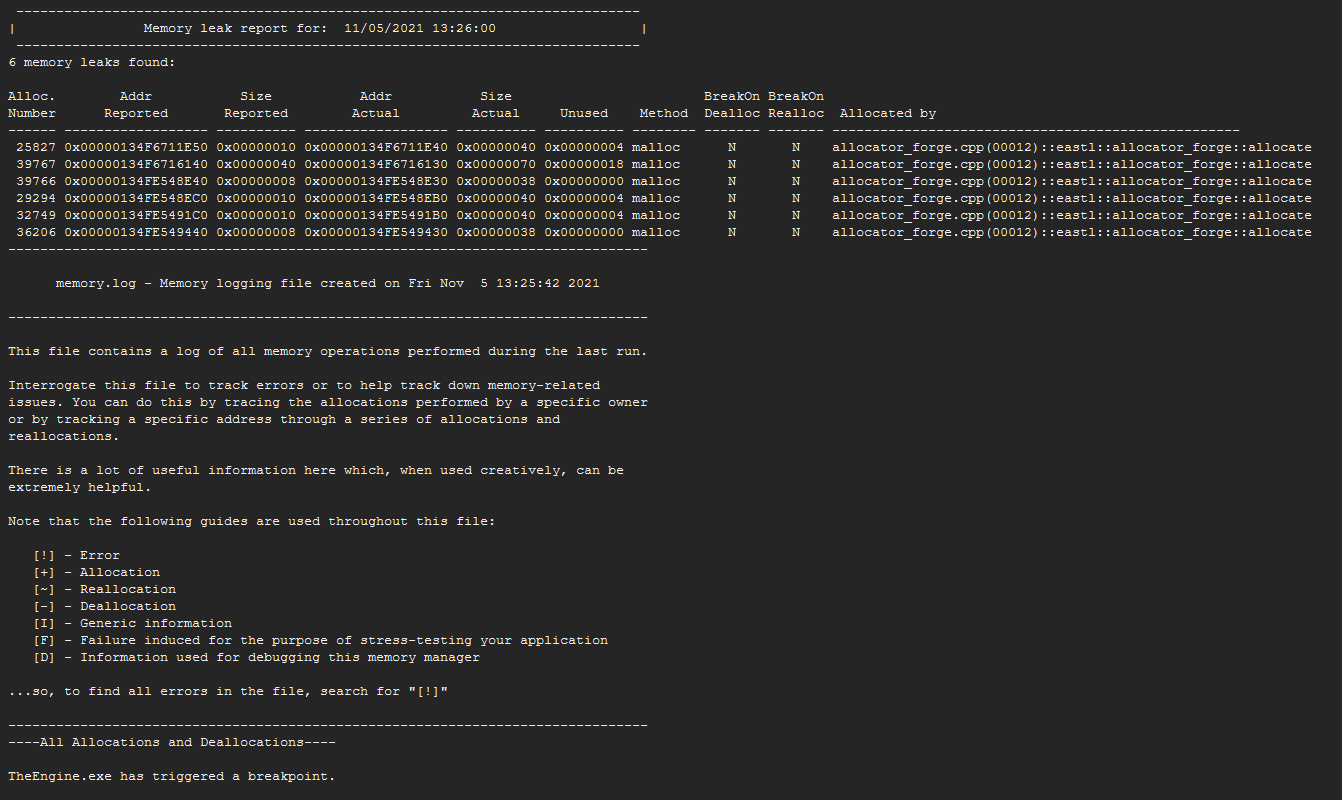 ------------------------------------------------------------------------------
|                Memory leak report for:  11/05/2021 13:26:00                  |
 ------------------------------------------------------------------------------
6 memory leaks found:
Alloc.        Addr           Size             Addr           Size                        BreakOn BreakOn
Number      Reported       Reported          Actual         Actual     Unused    Method  Dealloc Realloc  Allocated by
------ ------------------ ---------- ------------------ ---------- ---------- -------- ------- ------- ---------------------------------------------------
 25827 0x00000134F6711E50 0x00000010 0x00000134F6711E40 0x00000040 0x00000004 malloc      N       N    allocator_forge.cpp(00012)::eastl::allocator_forge::allocate
 39767 0x00000134F6716140 0x00000040 0x00000134F6716130 0x00000070 0x00000018 malloc      N       N    allocator_forge.cpp(00012)::eastl::allocator_forge::allocate
 39766 0x00000134FE548E40 0x00000008 0x00000134FE548E30 0x00000038 0x00000000 malloc      N       N    allocator_forge.cpp(00012)::eastl::allocator_forge::allocate
 29294 0x00000134FE548EC0 0x00000010 0x00000134FE548EB0 0x00000040 0x00000004 malloc      N       N    allocator_forge.cpp(00012)::eastl::allocator_forge::allocate
 32749 0x00000134FE5491C0 0x00000010 0x00000134FE5491B0 0x00000040 0x00000004 malloc      N       N    allocator_forge.cpp(00012)::eastl::allocator_forge::allocate
 36206 0x00000134FE549440 0x00000008 0x00000134FE549430 0x00000038 0x00000000 malloc      N       N    allocator_forge.cpp(00012)::eastl::allocator_forge::allocate
--------------------------------------------------------------------------------
      memory.log - Memory logging file created on Fri Nov  5 13:25:42 2021
--------------------------------------------------------------------------------
This file contains a log of all memory operations performed during the last run.
Interrogate this file to track errors or to help track down memory-related
issues. You can do this by tracing the allocations performed by a specific owner
or by tracking a specific address through a series of allocations and
reallocations.
There is a lot of useful information here which, when used creatively, can be
extremely helpful.
Note that the following guides are used throughout this file:
   [!] - Error
   [+] - Allocation
   [~] - Reallocation
   [-] - Deallocation
   [I] - Generic information
   [F] - Failure induced for the purpose of stress-testing your application
   [D] - Information used for debugging this memory manager
...so, to find all errors in the file, search for "[!]"
--------------------------------------------------------------------------------
----All Allocations and Deallocations----
TheEngine.exe has triggered a breakpoint.